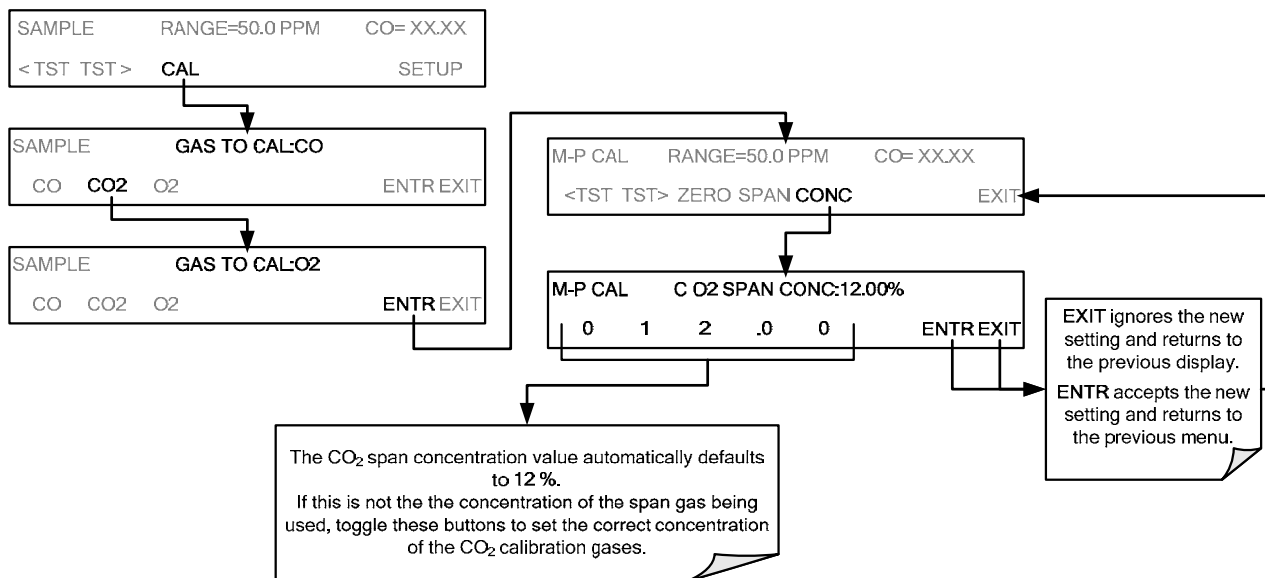 SAMPLE RANGE=50.0 PPM CO= XX.XX
< TST TST > CAL SETUP
SAMPLE GAS TO CAL:CO
CO CO2 O2 ENTR EXIT
SAMPLE GAS TO CAL:O2
CO CO2 O2 ENTR EXIT
M-P CAL RANGE=50.0 PPM CO= XX.XX
<TST TST> ZERO SPAN CONC EXIT
M-P CAL C O2 SPAN CONC:12.00%
0 1 2 .0 0 ENTR EXIT
EXIT ignores the new
setting and returns to
the previous display.
ENTR accepts the new
setting and returns to
the previous menu.
The CO₂ span concentration value automatically defaults
to 12 %.
If this is not the the concentration of the span gas being
used, toggle these buttons to set the correct concentration
of the CO₂ calibration gases.